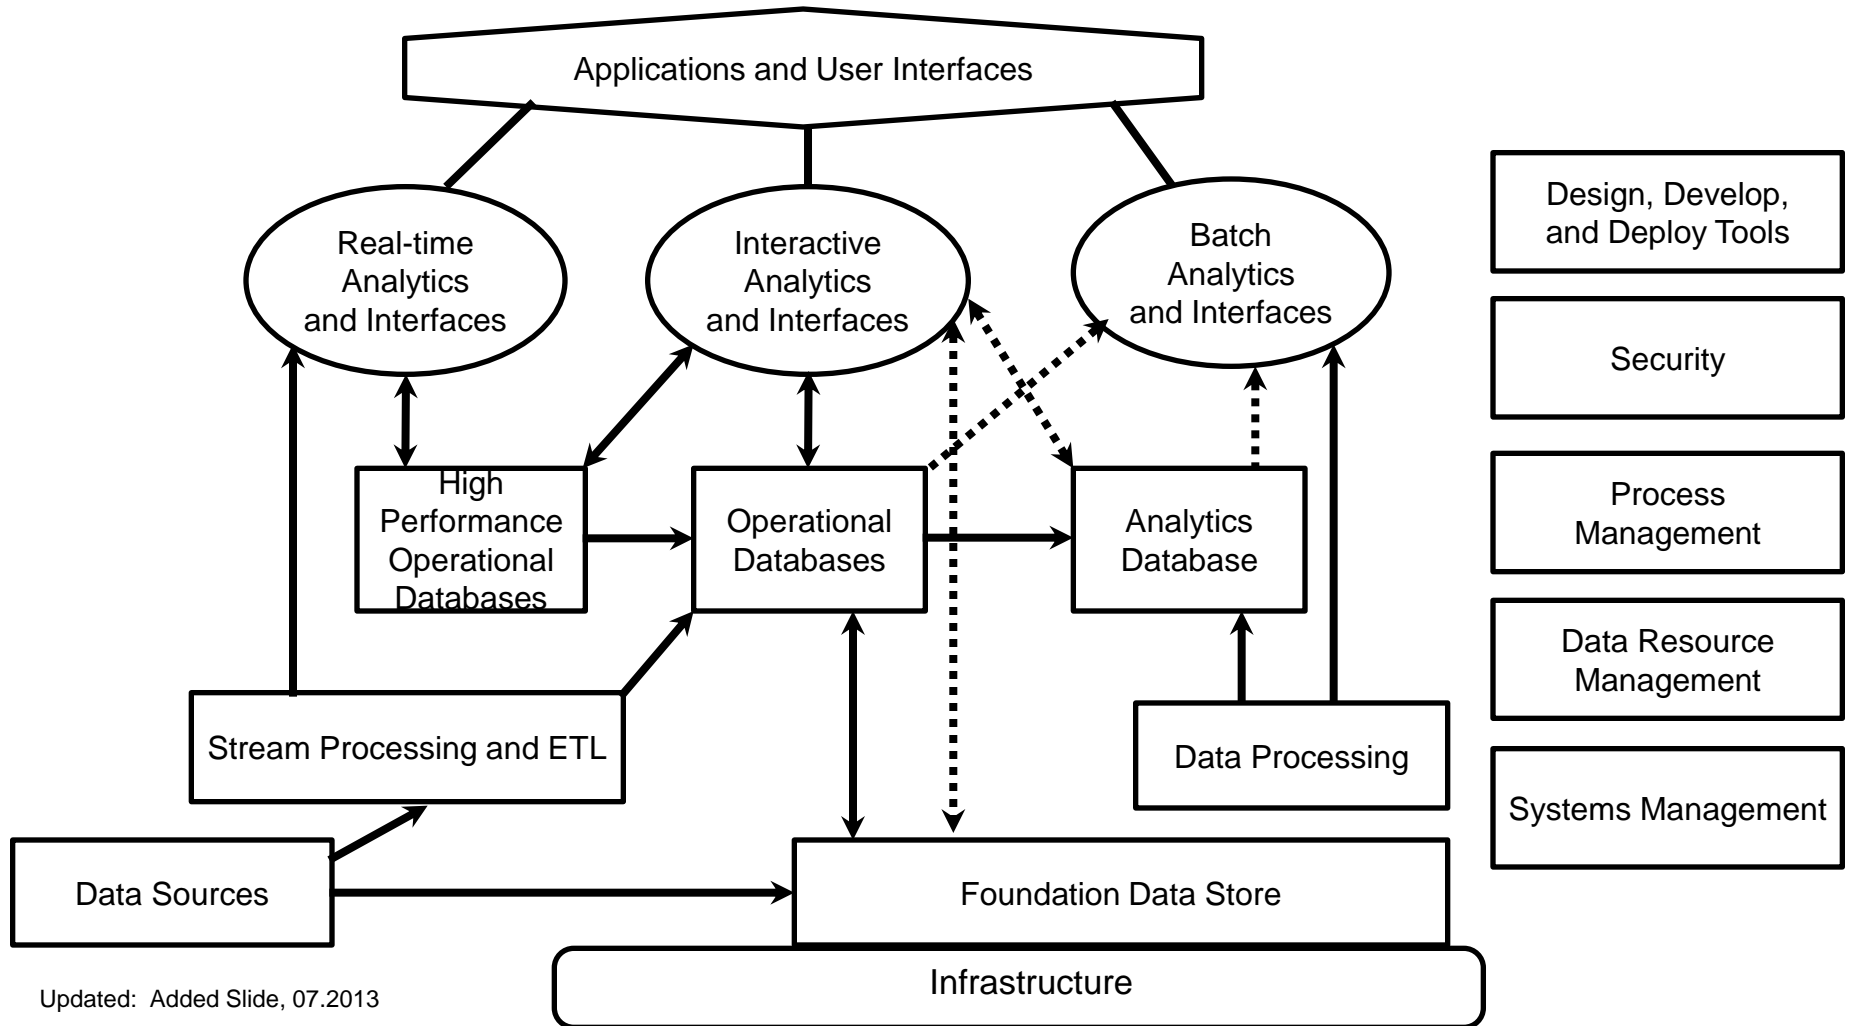 Applications and User Interfaces
Real-time
Analytics
and Interfaces
Interactive
Analytics
and Interfaces
Batch
Analytics
and Interfaces
High
Performance
Operational
Databases
Operational
Databases
Analytics
Database
Stream Processing and ETL
Data Processing
Data Sources
Foundation Data Store
Infrastructure
Design, Develop,
and Deploy Tools
Security
Process
Management
Data Resource
Management
Systems Management
Updated:  Added Slide, 07.2013